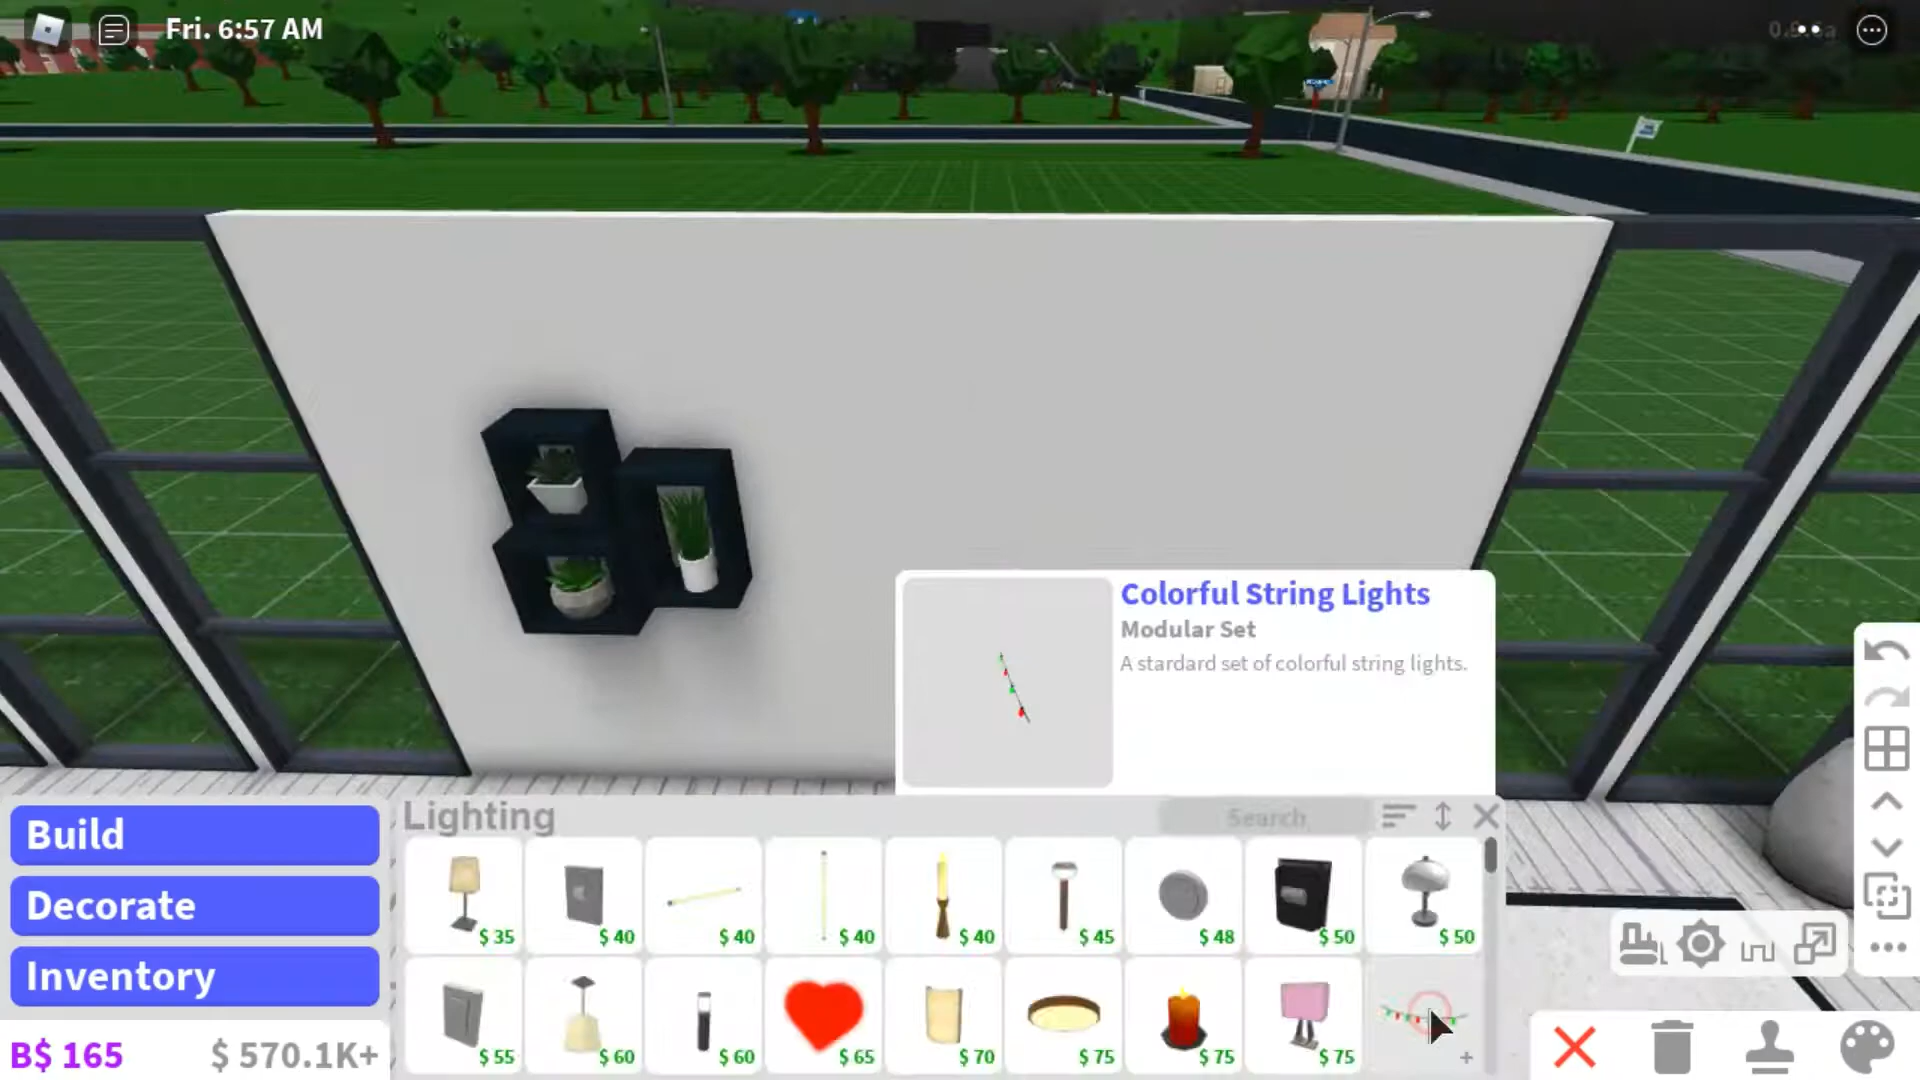 Fri. 6:57 AM
Colorful String Lights
Modular Set
A stardard set of colorful string lights.
Build
Decorate
Inventory
B$ 165
$ 570.1K+
Lighting
Search
$ 35
$ 40
$ 40
$ 40
$ 40
$ 45
$ 48
$ 50
$ 50
$ 55
$ 60
$ 60
$ 65
$ 70
$ 75
$ 75
$ 75
+